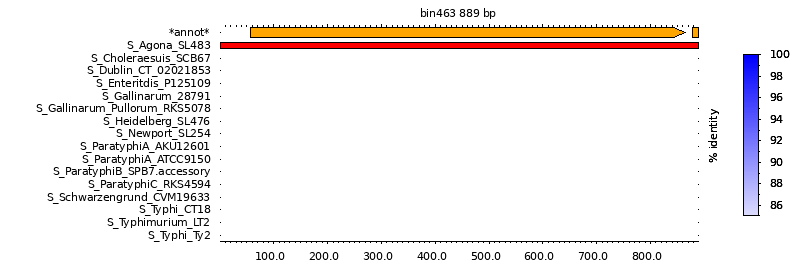 bin463 889 bp
*annot*
S_Agona_SL483
S_Choleraesuis_SCB67
S_Dublin_CT_02021853
S_Enteritdis_P125109
S_Gallinarum_28791
S_Gallinarum_Pullorum_RKS5078
S_Heidelberg_SL476
S_Newport_SL254
S_ParatyphiA_AKU12601
S_ParatyphiA_ATCC9150
S_ParatyphiB_SPB7.accessory
S_ParatyphiC_RKS4594
S_Schwarzengrund_CVM19633
S_Typhi_CT18
S_Typhimurium_LT2
S_Typhi_Ty2
100.0 200.0 300.0 400.0 500.0 600.0 700.0 800.0
% identity
100
98
96
94
92
90
88
86